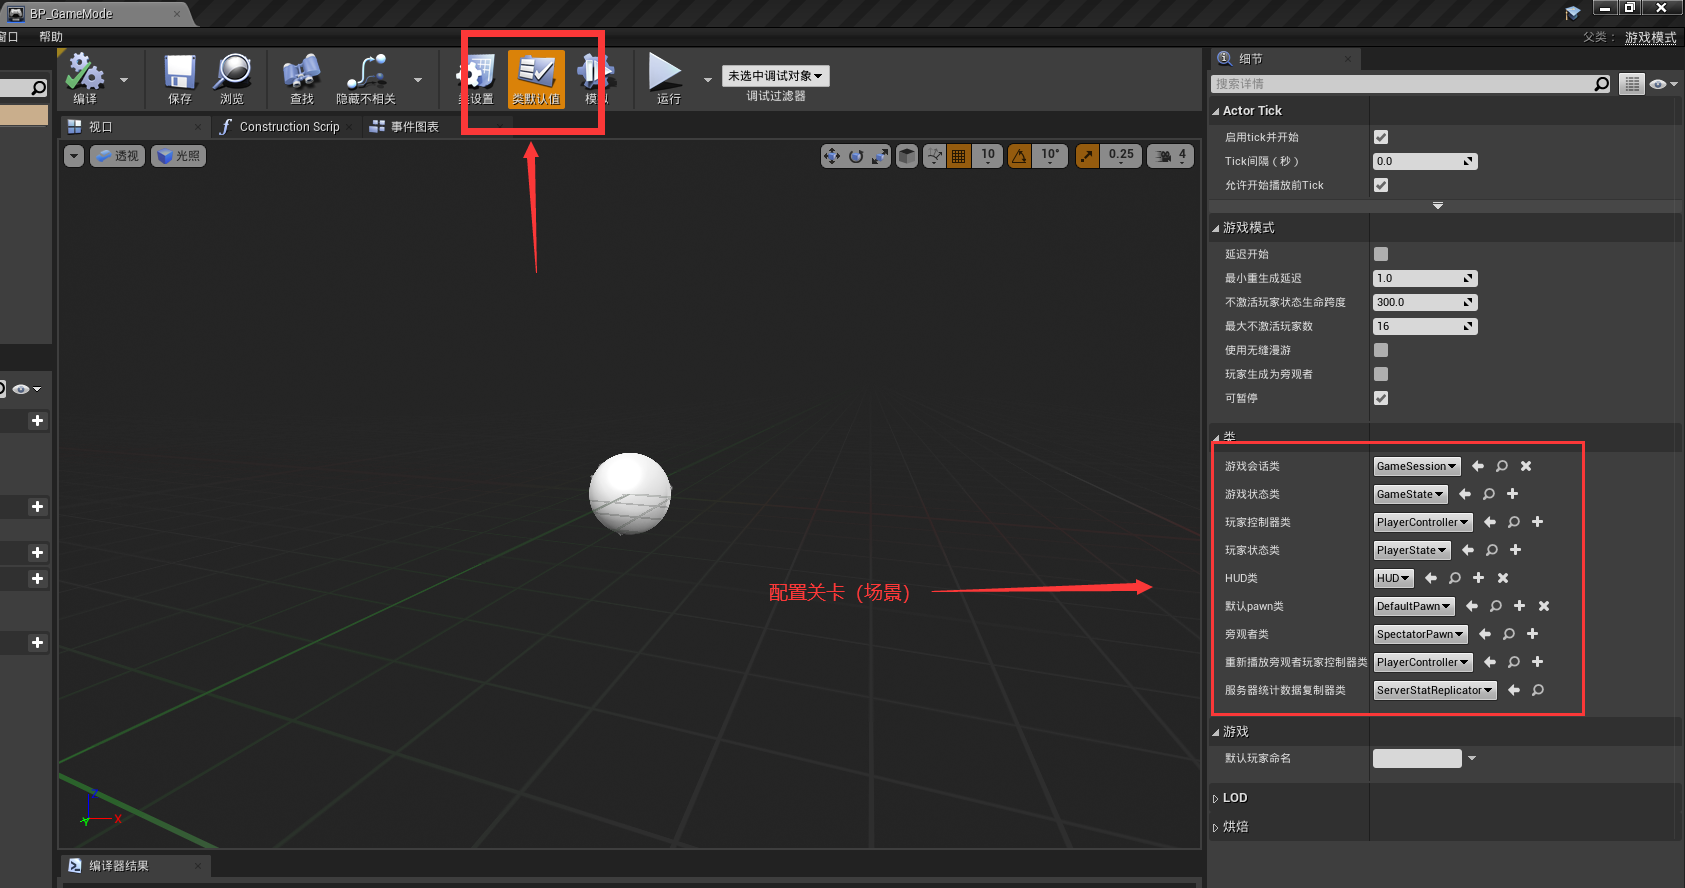 BP_GameMode
窗口 帮助
父类： 游戏模式
编译
保存
浏览
查找
隐藏不相关
类设置
类默认值
模拟
运行
未选中调试对象
调试过滤器
视口
Construction Scrip
事件图表
透视
光照
10
10°
0.25
4
配置关卡（场景）
X
编译器结果
细节
搜索详情
Actor Tick
启用tick并开始
Tick间隔（秒） 0.0
允许开始播放前Tick
游戏模式
延迟开始
最小重生成延迟 1.0
不激活玩家状态生命跨度 300.0
最大不激活玩家数 16
使用无缝漫游
玩家生成为旁观者
可暂停
类
游戏会话类 GameSession
游戏状态类 GameState
玩家控制器类 PlayerController
玩家状态类 PlayerState
HUD类 HUD
默认pawn类 DefaultPawn
旁观者类 SpectatorPawn
重新播放旁观者玩家控制器类 PlayerController
服务器统计数据复制器类 ServerStatReplicator
游戏
默认玩家命名
LOD
烘焙